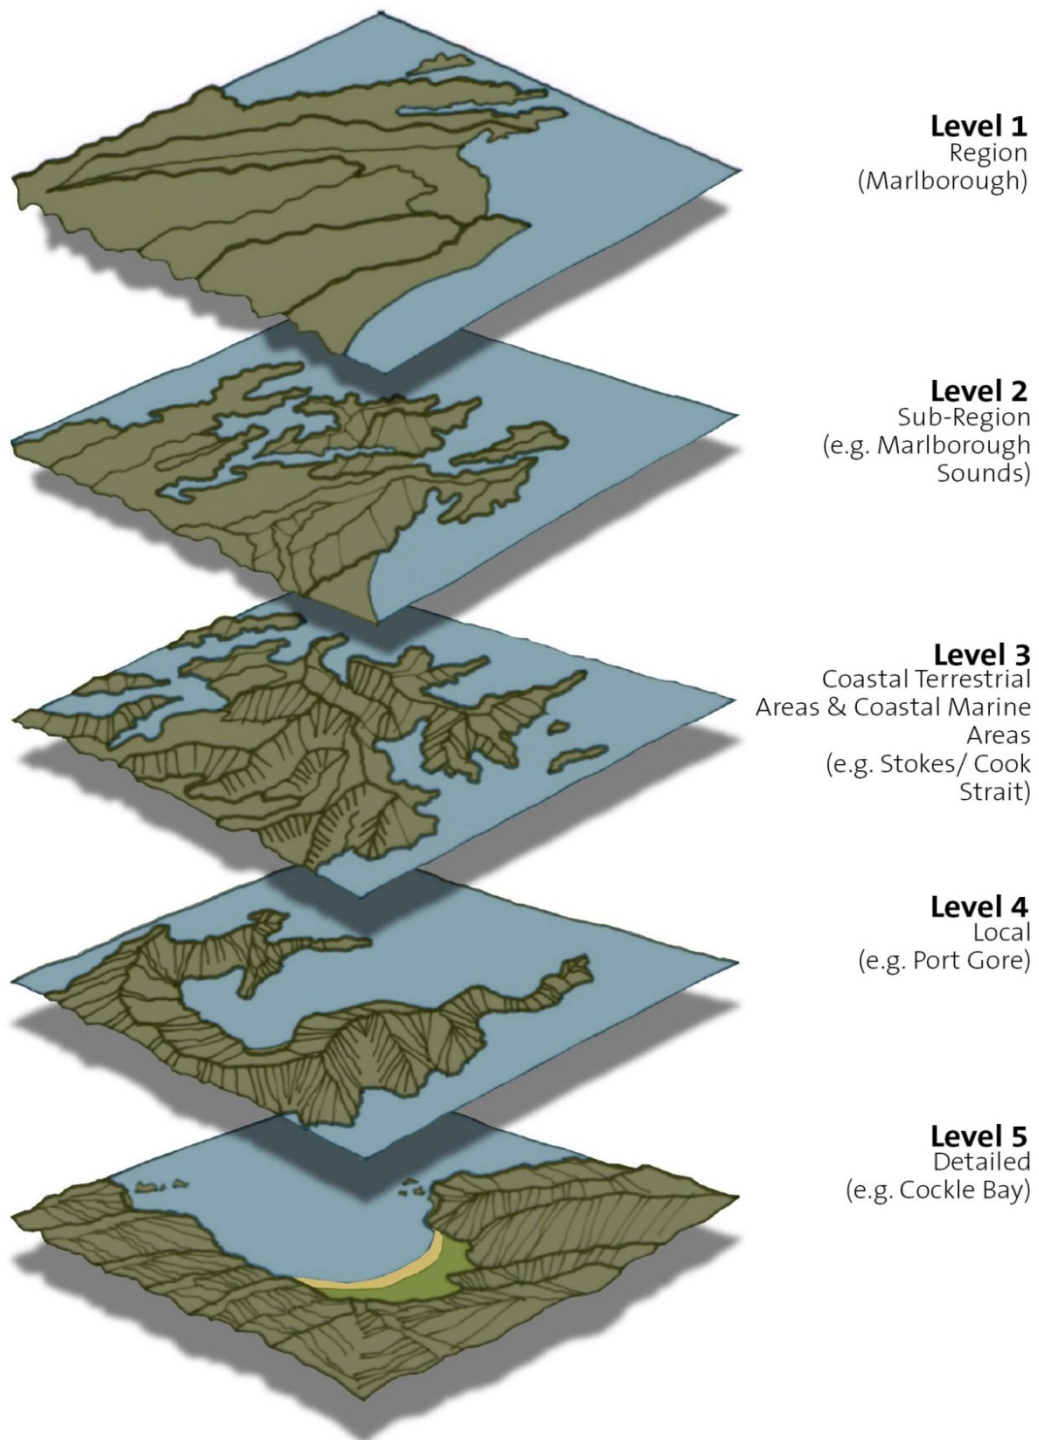 Level 1
Region
(Marlborough)
Level 2
Sub-Region
(e.g. Marlborough
Sounds)
Level 3
Coastal Terrestrial
Areas & Coastal Marine
Areas
(e.g. Stokes/ Cook
Strait)
Level 4
Local
(e.g. Port Gore)
Level 5
Detailed
(e.g. Cockle Bay)